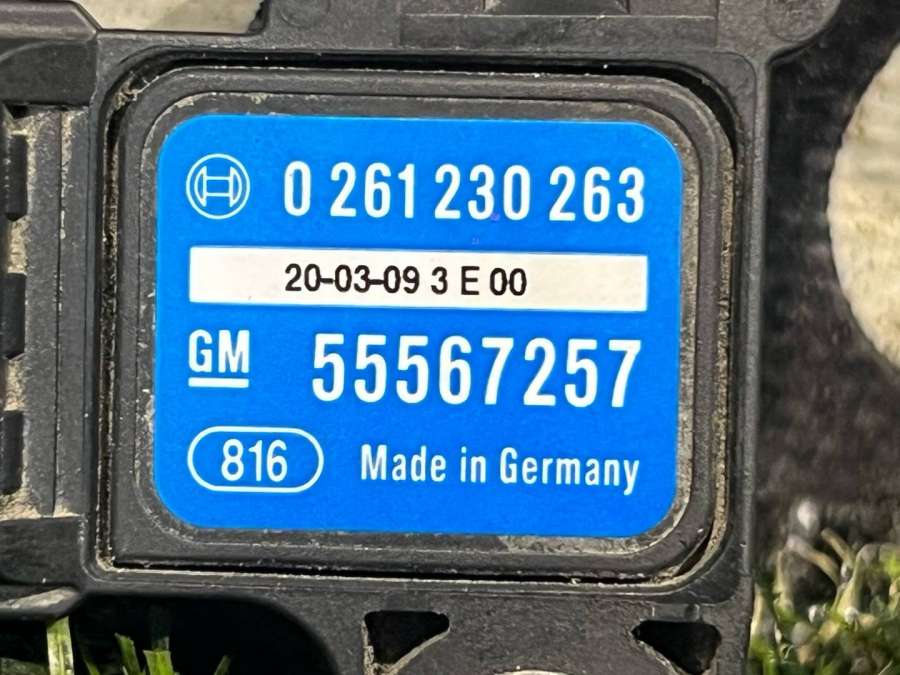 0 261 230 263
20-03-09 3 E 00
GM 55567257
816 Made in Germany